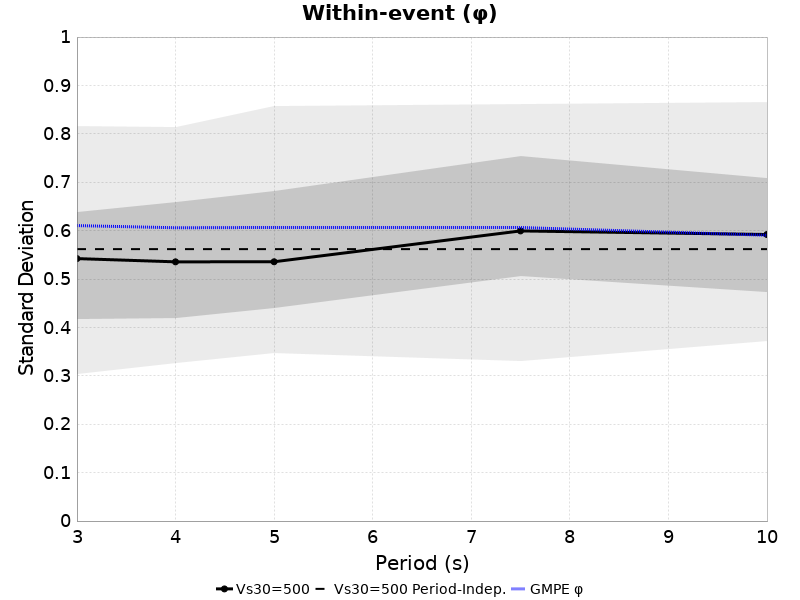 Within-event (φ)
1
0.9
0.8
0.7
0.6
0.5
0.4
0.3
0.2
0.1
0
Standard Deviation
3 4 5 6 7 8 9 10
Period (s)
Vs30=500 Vs30=500 Period-Indep. GMPE φ